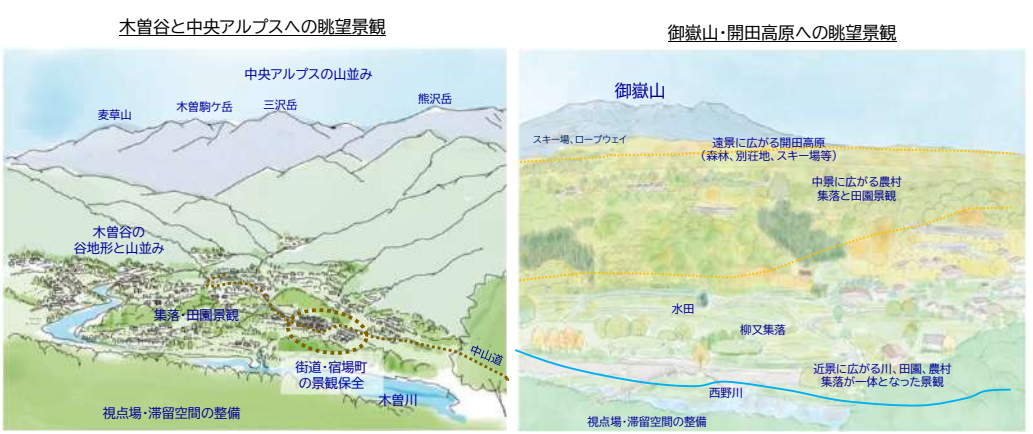 木曽谷と中央アルプスへの眺望景観
中央アルプスの山並み
麦草山
木曽駒ケ岳
三沢岳
熊沢岳
木曽谷の
谷地形と山並み
集落・田園景観
中山道
街道・宿場町
の景観保全
木曽川
視点場・滞留空間の整備
御嶽山・開田高原への眺望景観
御嶽山
スキー場、ロープウェイ
遠景に広がる開田高原
（森林、別荘地、スキー場等）
中景に広がる農村
集落と田園景観
水田
柳又集落
近景に広がる川、田園、農村
集落が一体となった景観
西野川
視点場・滞留空間の整備